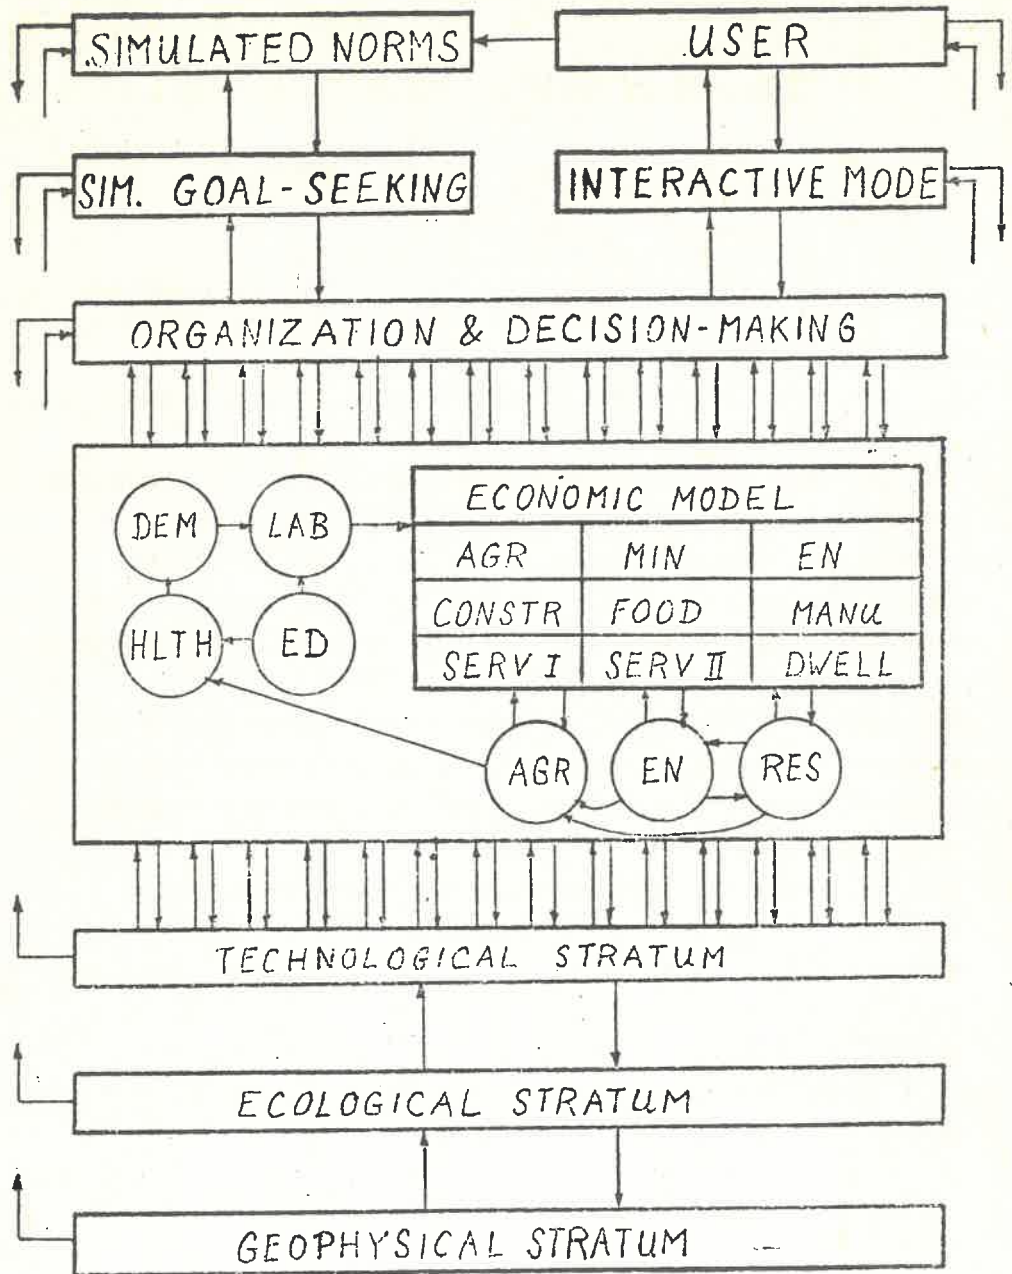 SIMULATED NORMS
USER
SIM. GOAL-SEEKING
INTERACTIVE MODE
ORGANIZATION & DECISION-MAKING
DEM
LAB
HLTH
ED
ECONOMIC MODEL
AGR MIN EN
CONSTR FOOD MANU
SERV I SERV II DWELL
AGR
EN
RES
TECHNOLOGICAL STRATUM
ECOLOGICAL STRATUM
GEOPHYSICAL STRATUM